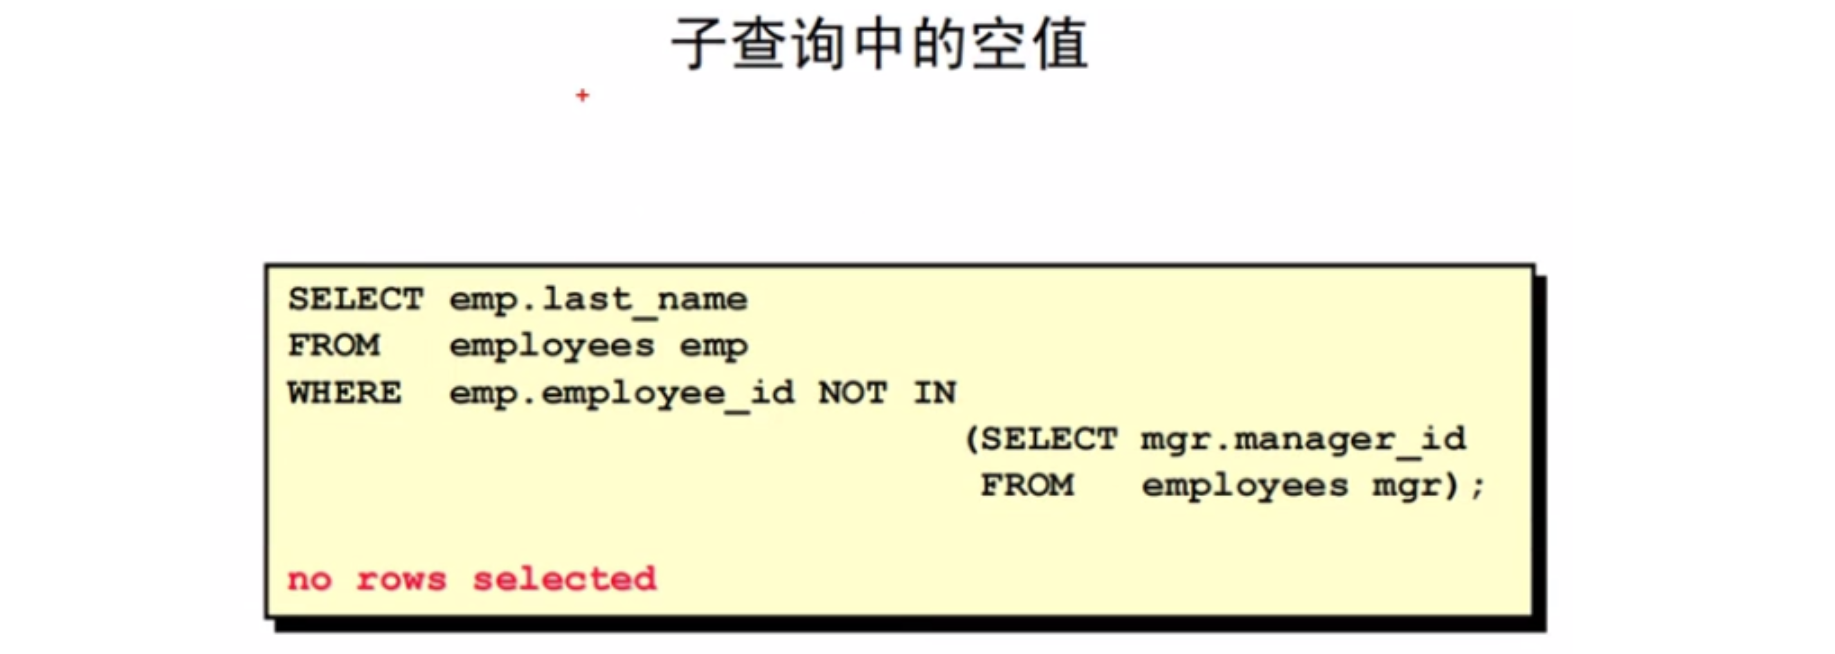 子查询中的空值
SELECT emp.last_name
FROM employees emp
WHERE emp.employee_id NOT IN
(SELECT mgr.manager_id
FROM employees mgr);
no rows selected